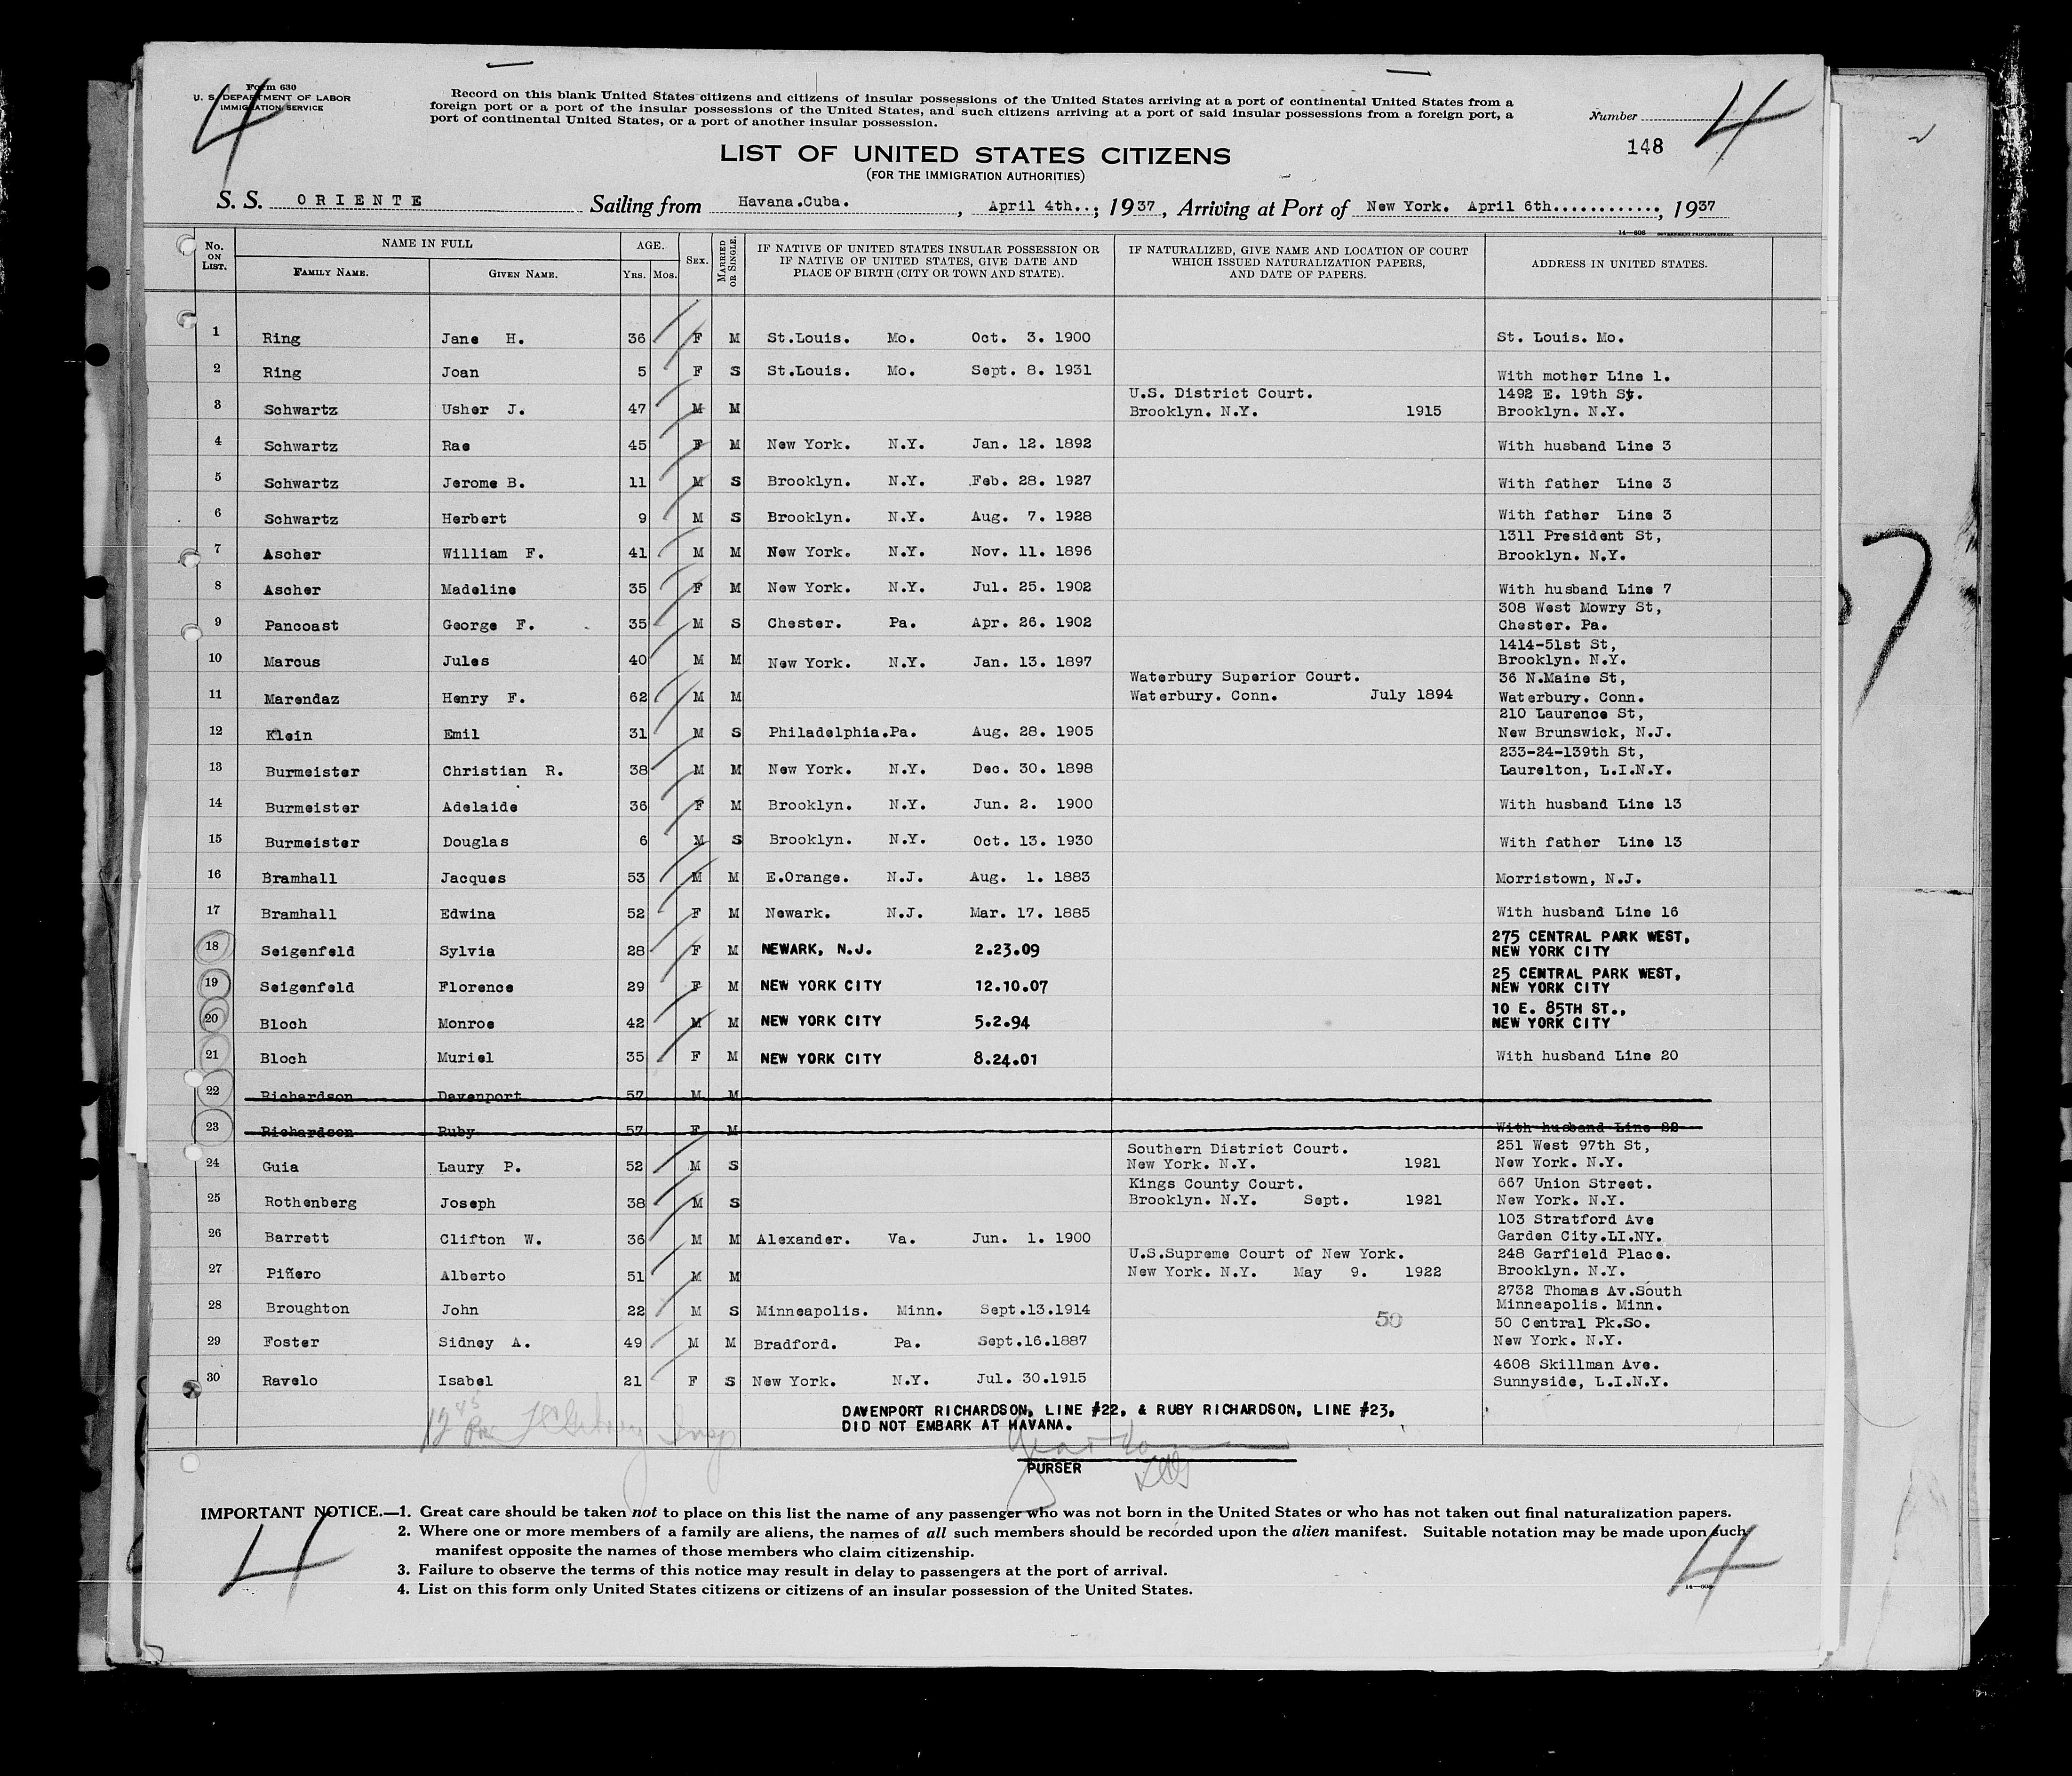 4
4
Form 630
U. S. DEPARTMENT OF LABOR
IMMIGRATION SERVICE
Record on this blank United States citizens and citizens of insular possessions of the United States arriving at a port of continental United States from a
foreign port or a port of the insular possessions of the United States, and such citizens arriving at a port of said insular possessions from a foreign port, a
port of continental United States, or a port of another insular possession.
Number
148
LIST OF UNITED STATES CITIZENS
(FOR THE IMMIGRATION AUTHORITIES)
S. S. ORIENTE Sailing from Havana.Cuba. , April 4th..; 1937, Arriving at Port of New York. April 6th............, 1937
No. ON LIST. NAME IN FULL FAMILY NAME. GIVEN NAME. AGE. Yrs. Mos. SEX. MARRIED OR SINGLE. IF NATIVE OF UNITED STATES INSULAR POSSESSION OR IF NATIVE OF UNITED STATES, GIVE DATE AND PLACE OF BIRTH (CITY OR TOWN AND STATE). IF NATURALIZED, GIVE NAME AND LOCATION OF COURT WHICH ISSUED NATURALIZATION PAPERS, AND DATE OF PAPERS. ADDRESS IN UNITED STATES.
1 Ring Jane H. 36 F M St.Louis. Mo. Oct. 3. 1900 St. Louis. Mo.
2 Ring Joan 5 F S St.Louis. Mo. Sept. 8. 1931 With mother Line 1.
3 Schwartz Usher J. 47 M M U.S. District Court. Brooklyn. N.Y. 1915 1492 E. 19th St. Brooklyn. N.Y.
4 Schwartz Rae 45 F M New York. N.Y. Jan. 12. 1892 With husband Line 3
5 Schwartz Jerome B. 11 M S Brooklyn. N.Y. Feb. 28. 1927 With father Line 3
6 Schwartz Herbert 9 M S Brooklyn. N.Y. Aug. 7. 1928 With father Line 3
7 Ascher William F. 41 M M New York. N.Y. Nov. 11. 1896 1311 President St, Brooklyn. N.Y.
8 Ascher Madeline 35 F M New York. N.Y. Jul. 25. 1902 With husband Line 7
9 Pancoast George F. 35 M S Chester. Pa. Apr. 26. 1902 308 West Mowry St, Chester. Pa.
10 Marcus Jules 40 M M New York. N.Y. Jan. 13. 1897 1414-51st St, Brooklyn. N.Y.
11 Marendaz Henry F. 62 M M Waterbury Superior Court. Waterbury. Conn. July 1894 36 N.Maine St, Waterbury. Conn.
12 Klein Emil 31 M S Philadelphia.Pa. Aug. 28. 1905 210 Laurence St, New Brunswick, N.J.
13 Burmeister Christian R. 38 M M New York. N.Y. Dec. 30. 1898 233-24-139th St, Laurelton, L.I.N.Y.
14 Burmeister Adelaide 36 F M Brooklyn. N.Y. Jun. 2. 1900 With husband Line 13
15 Burmeister Douglas 6 M S Brooklyn. N.Y. Oct. 13. 1930 With father Line 13
16 Bramhall Jacques 53 M M E.Orange. N.J. Aug. 1. 1883 Morristown, N.J.
17 Bramhall Edwina 52 F M Newark. N.J. Mar. 17. 1885 With husband Line 16
18 Seigenfeld Sylvia 28 F M NEWARK, N.J. 2.23.09 275 CENTRAL PARK WEST, NEW YORK CITY
19 Seigenfeld Florence 29 F M NEW YORK CITY 12.10.07 25 CENTRAL PARK WEST, NEW YORK CITY
20 Bloch Monroe 42 M M NEW YORK CITY 5.2.94 10 E. 85TH ST., NEW YORK CITY
21 Bloch Muriel 35 F M NEW YORK CITY 8.24.01 With husband Line 20
22 Richardson Davenport 57 M M
23 Richardson Ruby 57 F M With husband Line 22
24 Guia Laury P. 52 M S Southern District Court. New York. N.Y. 1921 251 West 97th St, New York. N.Y.
25 Rothenberg Joseph 38 M S Kings County Court. Brooklyn. N.Y. Sept. 1921 667 Union Street. New York. N.Y.
26 Barrett Clifton W. 36 M M Alexander. Va. Jun. 1. 1900 103 Stratford Ave Garden City.LI.NY.
27 Piñero Alberto 51 M M U.S.Supreme Court of New York. New York. N.Y. May 9. 1922 248 Garfield Place. Brooklyn. N.Y.
28 Broughton John 22 M S Minneapolis. Minn. Sept.13.1914 2732 Thomas Av.South Minneapolis. Minn.
50
29 Foster Sidney A. 49 M M Bradford. Pa. Sept.16.1887 50 Central Pk.So. New York. N.Y.
30 Ravelo Isabel 21 F S New York. N.Y. Jul. 30.1915 4608 Skillman Ave. Sunnyside, L.I.N.Y.
DAVENPORT RICHARDSON, LINE #22, & RUBY RICHARDSON, LINE #23,
DID NOT EMBARK AT HAVANA.
PURSER
IMPORTANT NOTICE.—1. Great care should be taken not to place on this list the name of any passenger who was not born in the United States or who has not taken out final naturalization papers.
2. Where one or more members of a family are aliens, the names of all such members should be recorded upon the alien manifest. Suitable notation may be made upon such
manifest opposite the names of those members who claim citizenship.
3. Failure to observe the terms of this notice may result in delay to passengers at the port of arrival.
4. List on this form only United States citizens or citizens of an insular possession of the United States.
4
4